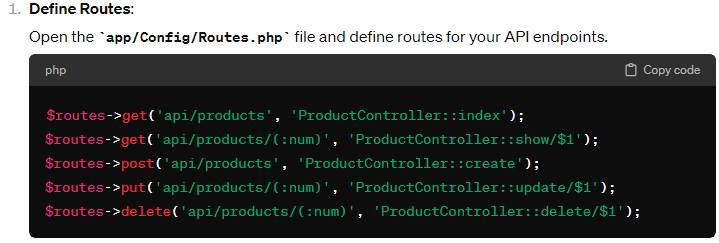 1. Define Routes:
Open the `app/Config/Routes.php` file and define routes for your API endpoints.
php Copy code
$routes->get('api/products', 'ProductController::index');
$routes->get('api/products/(:num)', 'ProductController::show/$1');
$routes->post('api/products', 'ProductController::create');
$routes->put('api/products/(:num)', 'ProductController::update/$1');
$routes->delete('api/products/(:num)', 'ProductController::delete/$1');